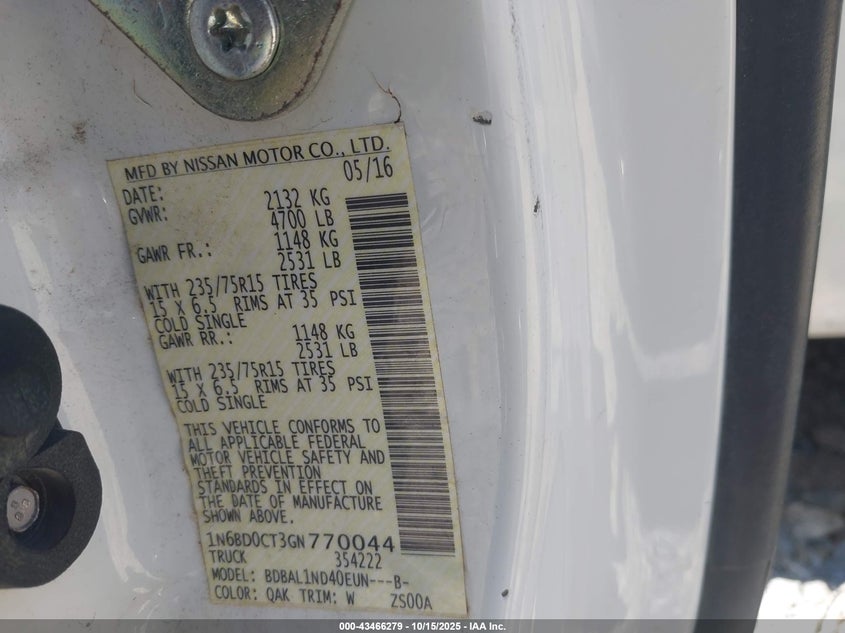 MFD BY NISSAN MOTOR CO., LTD.
DATE: 05/16
GVWR: 2132 KG
4700 LB
GAWR FR.: 1148 KG
2531 LB
WITH 235/75R15 TIRES
15 X 6.5 RIMS AT 35 PSI
COLD SINGLE
GAWR RR.: 1148 KG
2531 LB
WITH 235/75R15 TIRES
15 X 6.5 RIMS AT 35 PSI
COLD SINGLE
THIS VEHICLE CONFORMS TO
ALL APPLICABLE FEDERAL
MOTOR VEHICLE SAFETY AND
THEFT PREVENTION
STANDARDS IN EFFECT ON
THE DATE OF MANUFACTURE
SHOWN ABOVE.
1N6BD0CT3GN770044
TRUCK 354222
MODEL: BDBAL1ND40EUN---B-
COLOR: QAK TRIM: W ZS00A
000-43466279 - 10/15/2025 - IAA Inc.